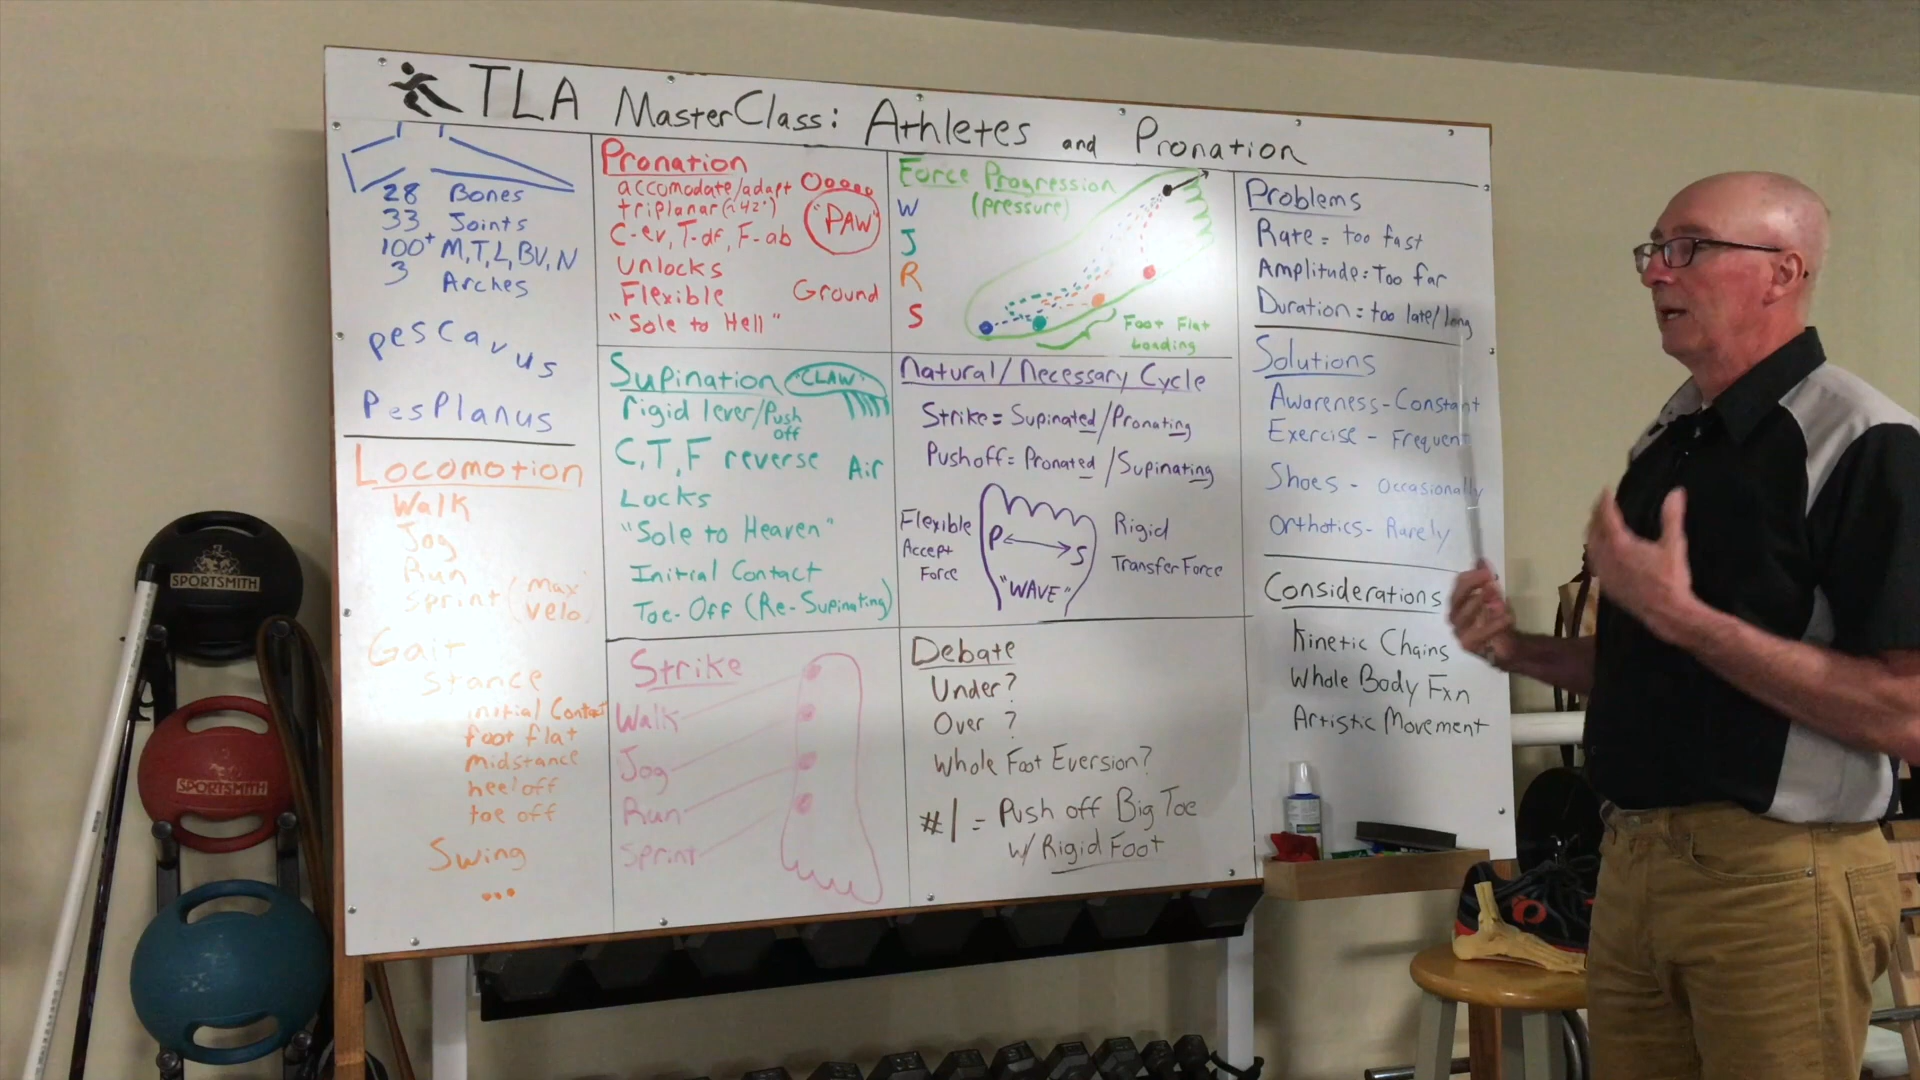 TLA MasterClass: Athletes and Pronation
28 Bones
33 Joints
100+ M,T,L,BV,N
3 Arches
pes Cavus
Pes Planus
Locomotion
Walk
Jog
Run
Sprint (max velo)
Gait
Stance
initial Contact
foot flat
midstance
heel off
toe off
Swing
...
Pronation
accomodate/adapt
triplanar (~42°)
"PAW"
C-ev, T-df, F-ab
Unlocks
Flexible
Ground
"Sole to Hell"
Supination
"CLAW"
rigid lever/Push off
C,T,F reverse
Air
Locks
"Sole to Heaven"
Initial Contact
Toe-Off (Re-Supinating)
Strike
Walk
Jog
Run
Sprint
Force Progression
(pressure)
W
J
R
S
Foot Flat
Loading
Natural/Necessary Cycle
Strike = Supinated/Pronating
Pushoff = Pronated/Supinating
Flexible
Accept
Force
P S
"WAVE"
Rigid
Transfer Force
Debate
Under?
Over?
Whole Foot Eversion?
#1 = Push off Big Toe
w/ Rigid Foot
Problems
Rate = too fast
Amplitude: Too far
Duration = too late/long
Solutions
Awareness - Constant
Exercise - Frequent
Shoes - Occasionally
Orthotics - Rarely
Considerations
Kinetic Chains
Whole Body Fxn
Artistic Movement
SPORTSMITH
SPORTSMITH